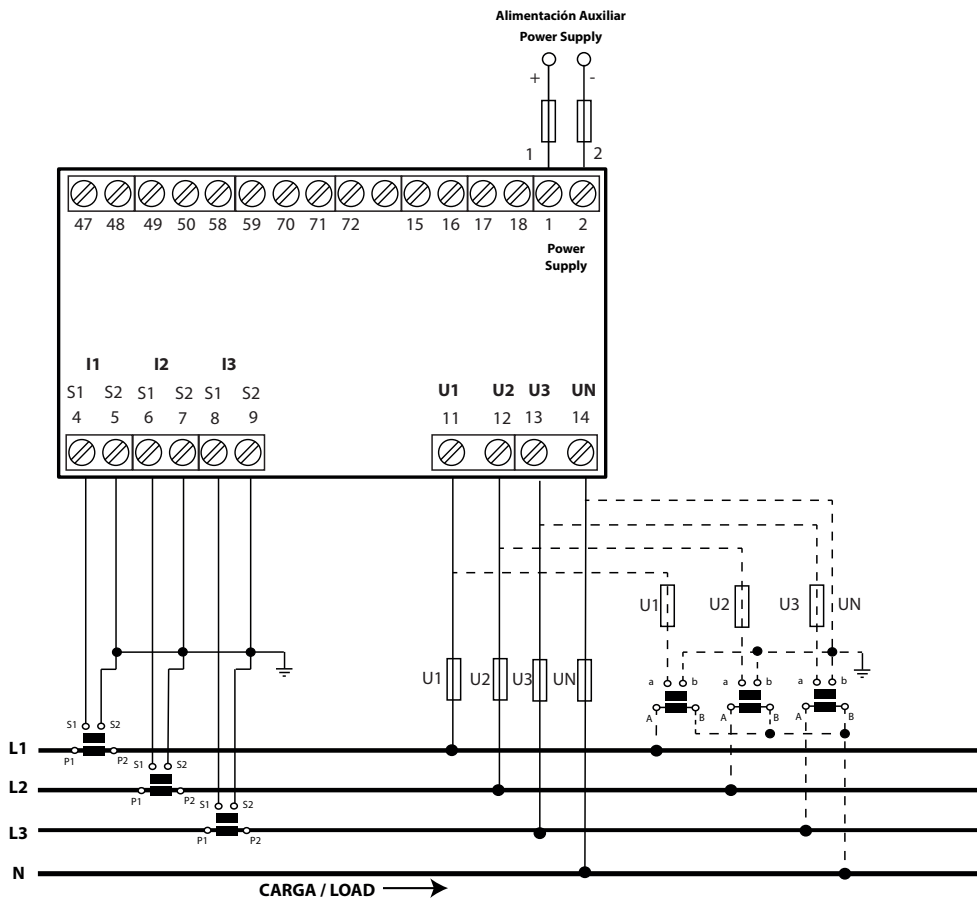 Alimentación Auxiliar
Power Supply
+ -
1 2
47 48 49 50 58 59 70 71 72 15 16 17 18 1 2
Power
Supply
I1 I2 I3
S1 S2 S1 S2 S1 S2
4 5 6 7 8 9
U1 U2 U3 UN
11 12 13 14
U1 U2 U3 UN
U1 U2 U3 UN
a b a b a b
A B A B A B
S1 S2
L1
P1 P2 S1 S2
L2
P1 P2 S1 S2
L3
P1 P2
N
CARGA / LOAD